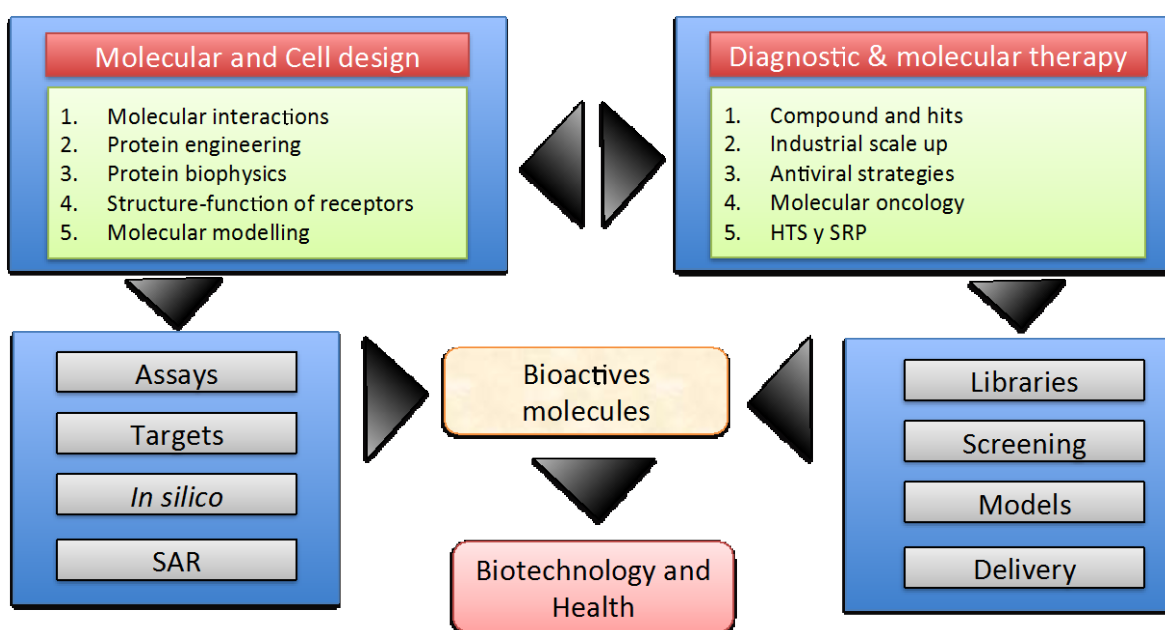 Molecular and Cell design
1. Molecular interactions
2. Protein engineering
3. Protein biophysics
4. Structure-function of receptors
5. Molecular modelling
Diagnostic & molecular therapy
1. Compound and hits
2. Industrial scale up
3. Antiviral strategies
4. Molecular oncology
5. HTS y SRP
Assays
Targets
In silico
SAR
Bioactives
molecules
Biotechnology and
Health
Libraries
Screening
Models
Delivery